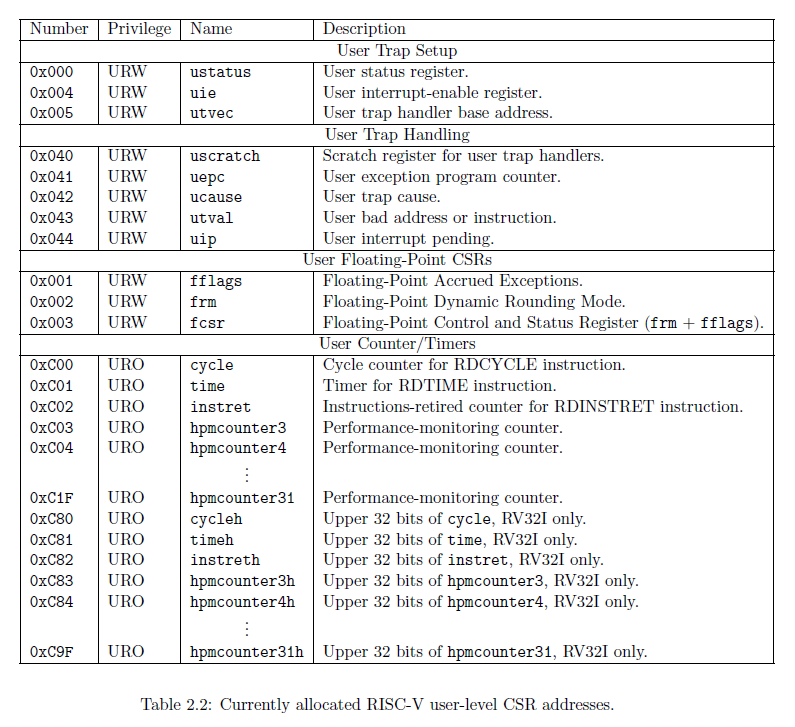 Number Privilege Name Description
User Trap Setup
0x000 URW ustatus User status register.
0x004 URW uie User interrupt-enable register.
0x005 URW utvec User trap handler base address.
User Trap Handling
0x040 URW uscratch Scratch register for user trap handlers.
0x041 URW uepc User exception program counter.
0x042 URW ucause User trap cause.
0x043 URW utval User bad address or instruction.
0x044 URW uip User interrupt pending.
User Floating-Point CSRs
0x001 URW fflags Floating-Point Accrued Exceptions.
0x002 URW frm Floating-Point Dynamic Rounding Mode.
0x003 URW fcsr Floating-Point Control and Status Register (frm + fflags).
User Counter/Timers
0xC00 URO cycle Cycle counter for RDCYCLE instruction.
0xC01 URO time Timer for RDTIME instruction.
0xC02 URO instret Instructions-retired counter for RDINSTRET instruction.
0xC03 URO hpmcounter3 Performance-monitoring counter.
0xC04 URO hpmcounter4 Performance-monitoring counter.
⋮
0xC1F URO hpmcounter31 Performance-monitoring counter.
0xC80 URO cycleh Upper 32 bits of cycle, RV32I only.
0xC81 URO timeh Upper 32 bits of time, RV32I only.
0xC82 URO instreth Upper 32 bits of instret, RV32I only.
0xC83 URO hpmcounter3h Upper 32 bits of hpmcounter3, RV32I only.
0xC84 URO hpmcounter4h Upper 32 bits of hpmcounter4, RV32I only.
⋮
0xC9F URO hpmcounter31h Upper 32 bits of hpmcounter31, RV32I only.
Table 2.2: Currently allocated RISC-V user-level CSR addresses.